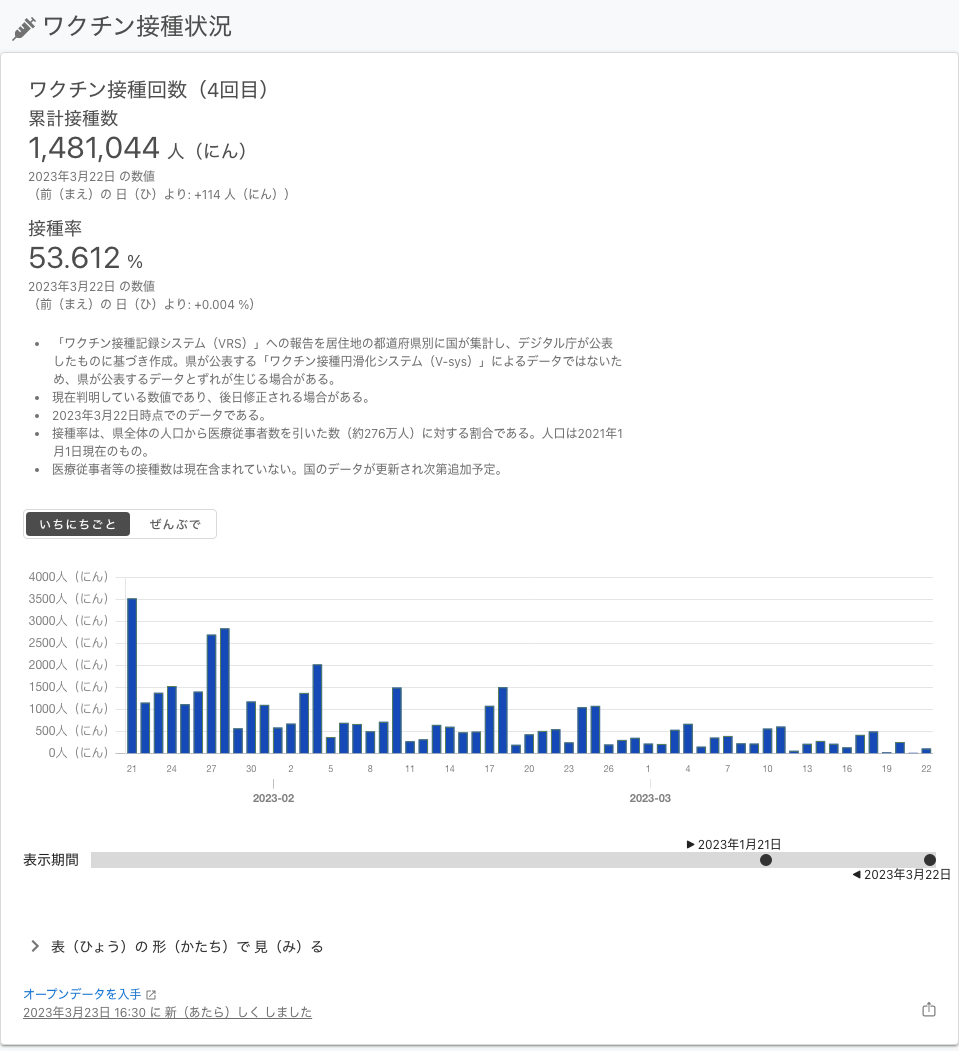 ワクチン接種状況
ワクチン接種回数（4回目）
累計接種数
1,481,044 人（にん）
2023年3月22日 の数値
（前（まえ）の 日（ひ）より: +114 人（にん））
接種率
53.612 %
2023年3月22日 の数値
（前（まえ）の 日（ひ）より: +0.004 %）
• 「ワクチン接種記録システム（VRS）」への報告を居住地の都道府県別に国が集計し、デジタル庁が公表
したものに基づき作成。県が公表する「ワクチン接種円滑化システム（V-sys）」によるデータではないた
め、県が公表するデータとずれが生じる場合がある。
• 現在判明している数値であり、後日修正される場合がある。
• 2023年3月22日時点でのデータである。
• 接種率は、県全体の人口から医療従事者数を引いた数（約276万人）に対する割合である。人口は2021年1
月1日現在のもの。
• 医療従事者等の接種数は現在含まれていない。国のデータが更新され次第追加予定。
いちにちごと ぜんぶで
4000人（にん）
3500人（にん）
3000人（にん）
2500人（にん）
2000人（にん）
1500人（にん）
1000人（にん）
500人（にん）
0人（にん）
21 24 27 30 2 5 8 11 14 17 20 23 26 1 4 7 10 13 16 19 22
2023-02 2023-03
▶ 2023年1月21日
表示期間
◀ 2023年3月22日
表（ひょう）の 形（かたち）で 見（み）る
オープンデータを入手
2023年3月23日 16:30 に 新（あたら）しく しました